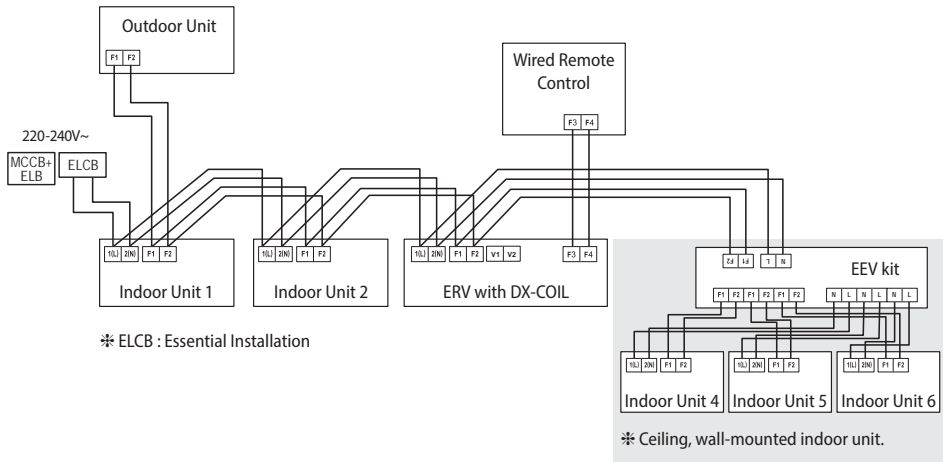 Outdoor Unit
F1 F2
Wired Remote
Control
F3 F4
220-240V~
MCCB+
ELB
ELCB
1(L) 2(N) F1 F2
Indoor Unit 1
1(L) 2(N) F1 F2
Indoor Unit 2
1(L) 2(N) F1 F2 V1 V2 F3 F4
ERV with DX-COIL
F2 F1 L N
EEV kit
F1 F2 F1 F2 F1 F2 N L N L N L
❈ ELCB : Essential Installation
1(L) 2(N) F1 F2
Indoor Unit 4
1(L) 2(N) F1 F2
Indoor Unit 5
1(L) 2(N) F1 F2
Indoor Unit 6
❈ Ceiling, wall-mounted indoor unit.